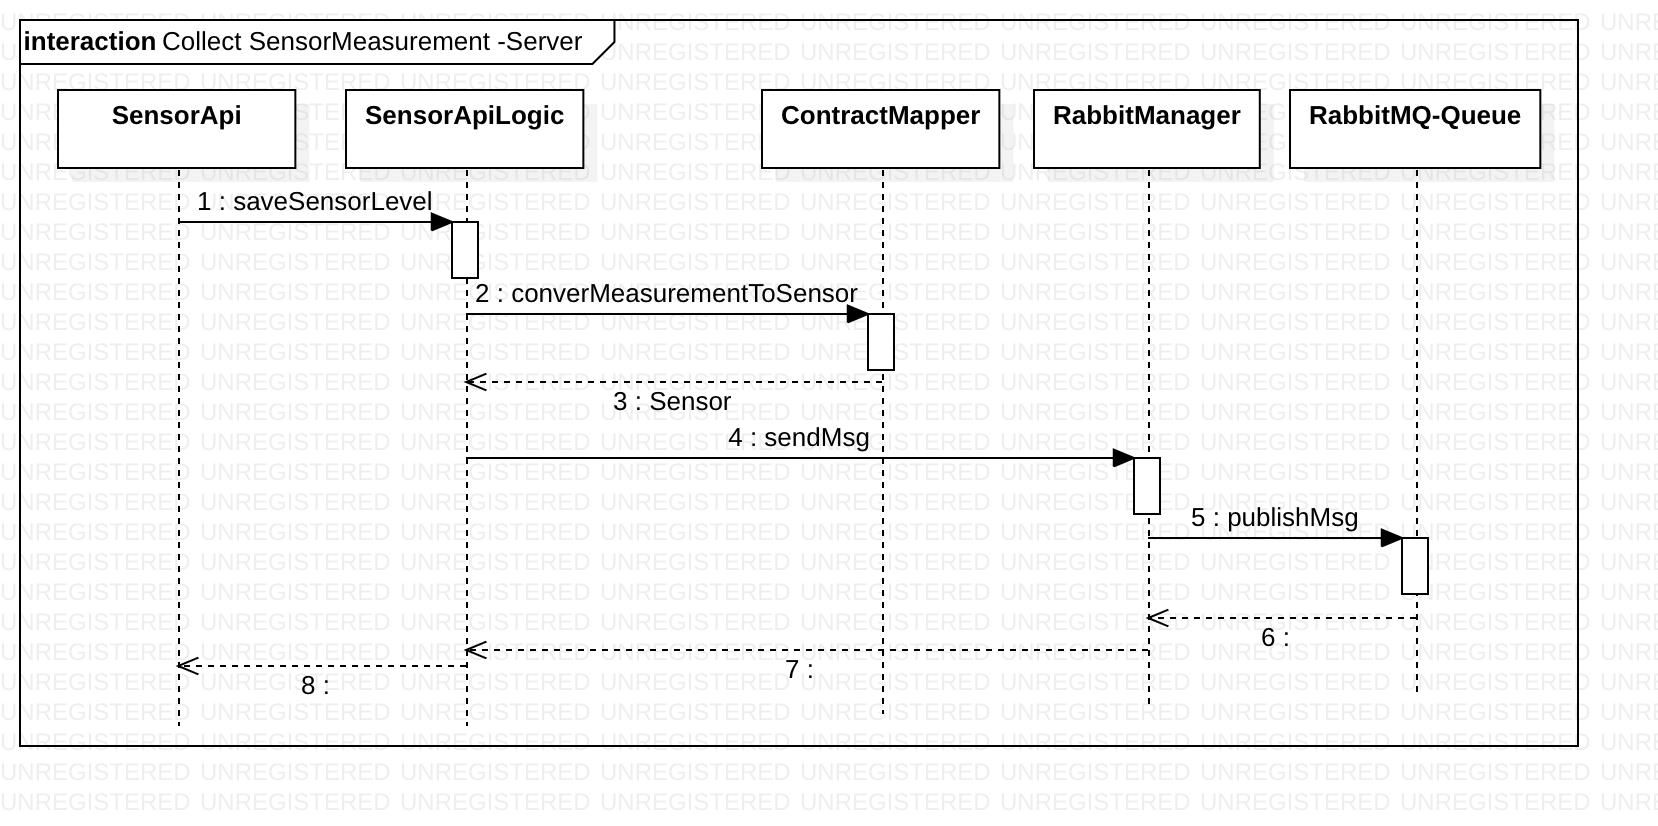 interaction Collect SensorMeasurement -Server
SensorApi
SensorApiLogic
ContractMapper
RabbitManager
RabbitMQ-Queue
1 : saveSensorLevel
2 : converMeasurementToSensor
3 : Sensor
4 : sendMsg
5 : publishMsg
6 :
7 :
8 :
UNREGISTERED